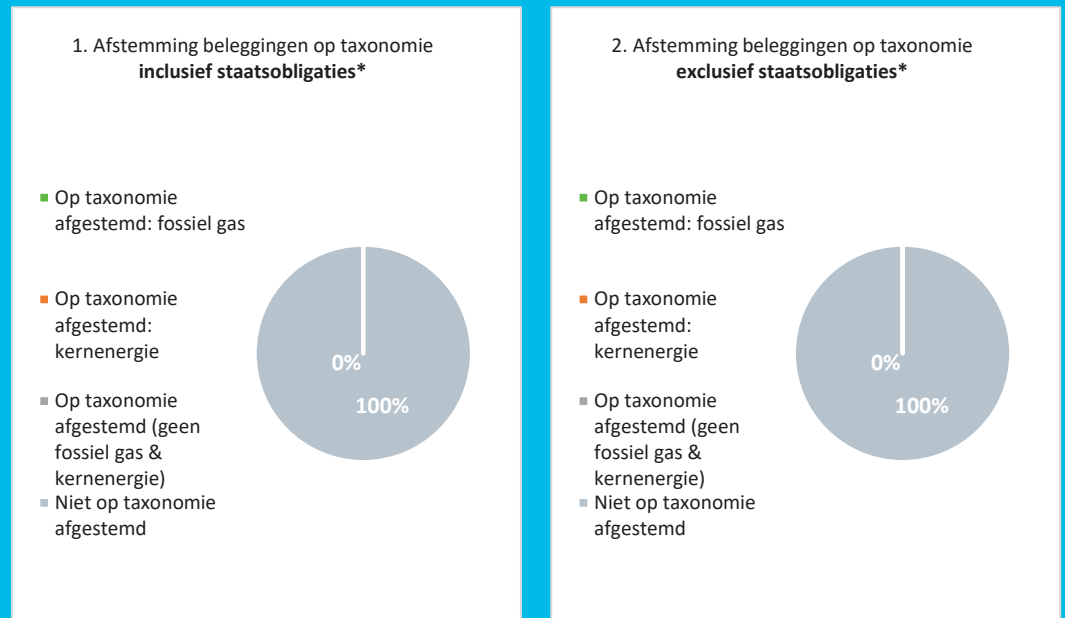 1. Afstemming beleggingen op taxonomie
inclusief staatsobligaties*
Op taxonomie
afgestemd: fossiel gas
Op taxonomie
afgestemd:
kernenergie
Op taxonomie
afgestemd (geen
fossiel gas &
kernenergie)
Niet op taxonomie
afgestemd
0%
100%
2. Afstemming beleggingen op taxonomie
exclusief staatsobligaties*
Op taxonomie
afgestemd: fossiel gas
Op taxonomie
afgestemd:
kernenergie
Op taxonomie
afgestemd (geen
fossiel gas &
kernenergie)
Niet op taxonomie
afgestemd
0%
100%